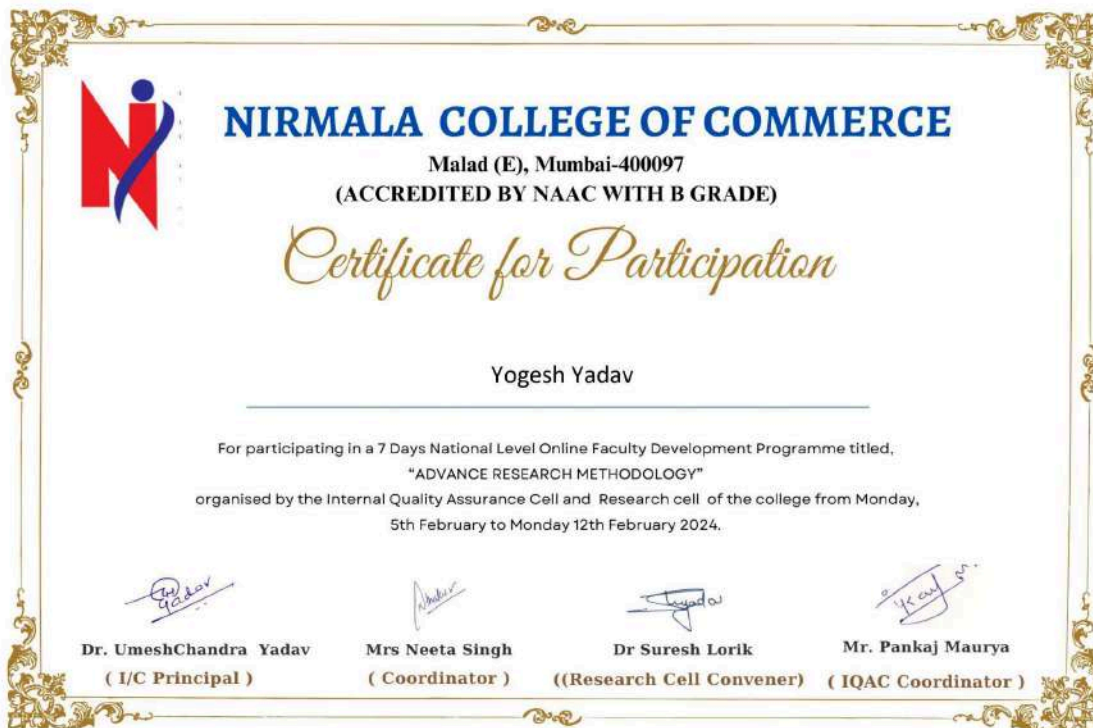 NIRMALA COLLEGE OF COMMERCE
Malad (E), Mumbai-400097
(ACCREDITED BY NAAC WITH B GRADE)
Certificate for Participation
Yogesh Yadav
For participating in a 7 Days National Level Online Faculty Development Programme titled,
“ADVANCE RESEARCH METHODOLOGY”
organised by the Internal Quality Assurance Cell and Research cell of the college from Monday,
5th February to Monday 12th February 2024.
Dr. UmeshChandra Yadav
( I/C Principal )
Mrs Neeta Singh
( Coordinator )
Dr Suresh Lorik
((Research Cell Convener)
Mr. Pankaj Maurya
( IQAC Coordinator )